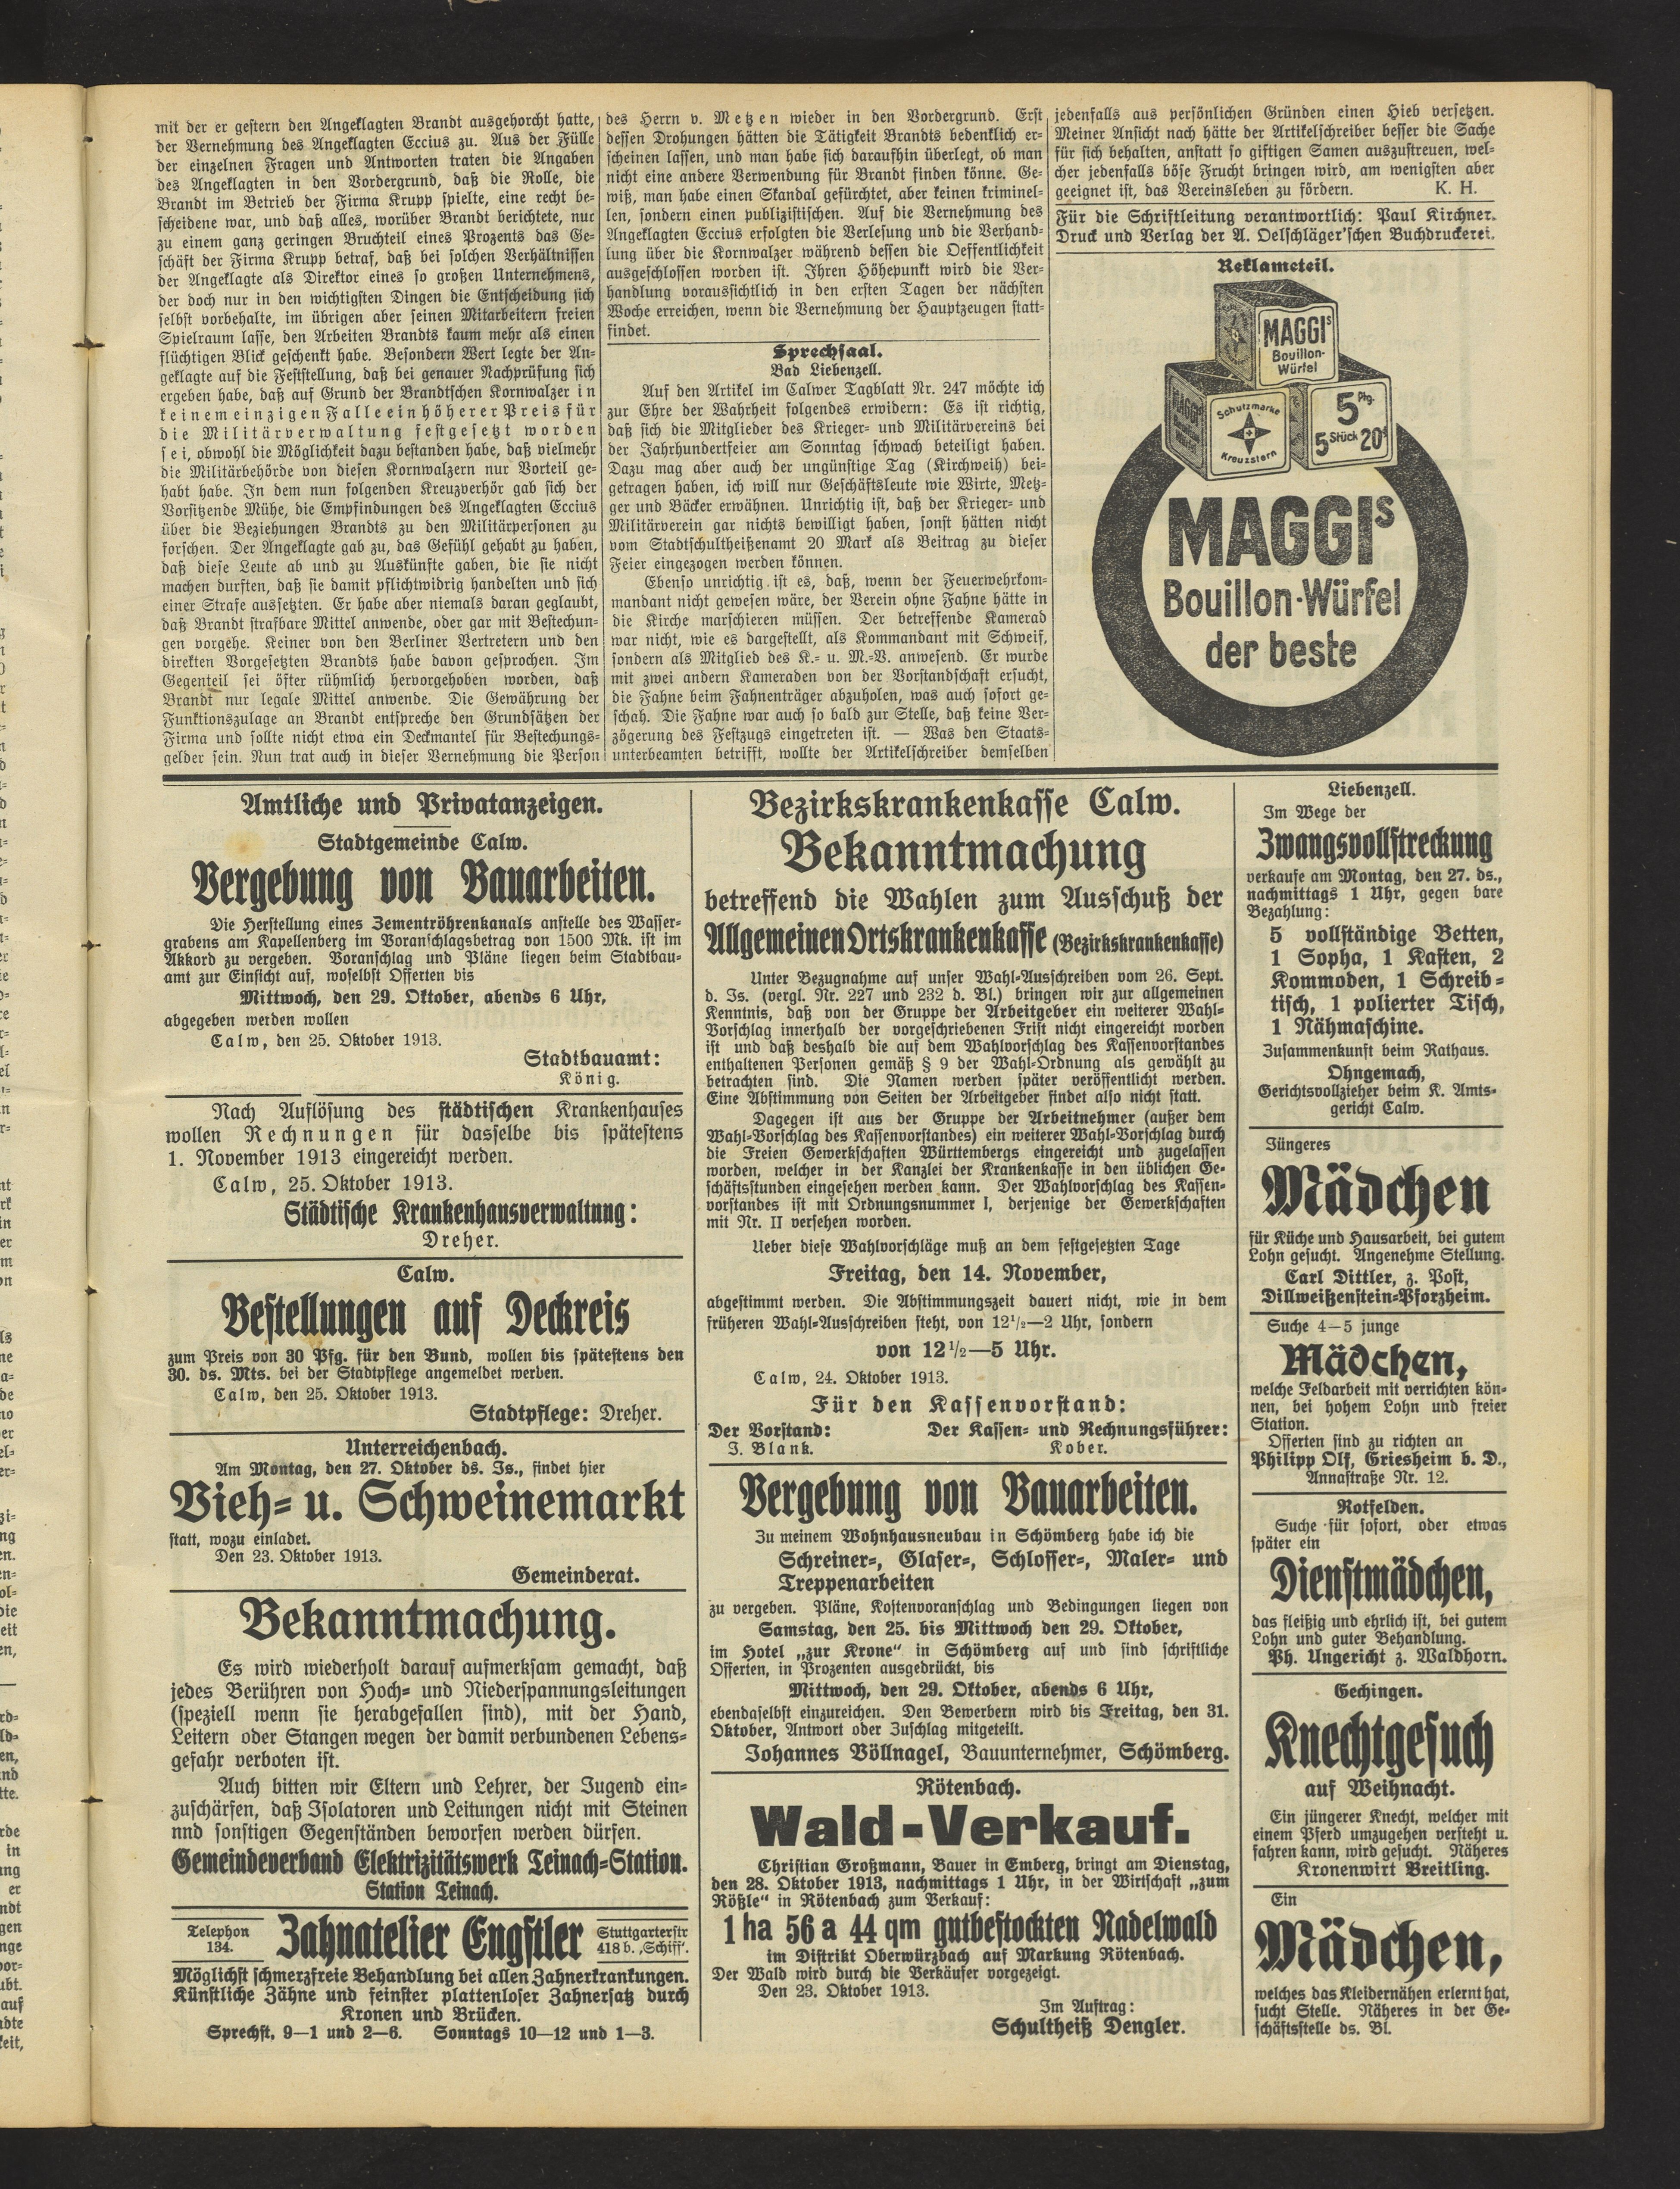 mit der er gestern den Angeklagten Brandt ausgehorcht hatte,
der Vernehmung des Angeklagten Eccius zu. Aus der Fülle
der einzelnen Fragen und Antworten traten die Angaben
des Angeklagten in den Vordergrund, daß die Rolle, die
Brandt im Betrieb der Firma Krupp spielte, eine recht be-
scheidene war, und daß alles, worüber Brandt berichtete, nur
zu einem ganz geringen Bruchteil eines Prozents das Ge-
schäft der Firma Krupp betraf, daß bei solchen Verhältnissen
der Angeklagte als Direktor eines so großen Unternehmens,
der doch nur in den wichtigsten Dingen die Entscheidung sich
selbst vorbehalte, im übrigen aber seinen Mitarbeitern freien
Spielraum lasse, den Arbeiten Brandts kaum mehr als einen
flüchtigen Blick geschenkt habe. Besondern Wert legte der An-
geklagte auf die Feststellung, daß bei genauer Nachprüfung sich
ergeben habe, daß auf Grund der Brandtschen Kornwalzer in
keinem einzigen Falle ein höherer Preis für
die Militärverwaltung festgesetzt worden
sei, obwohl die Möglichkeit dazu bestanden habe, daß vielmehr
die Militärbehörde von diesen Kornwalzern nur Vorteil ge-
habt habe. In dem nun folgenden Kreuzverhör gab sich der
Vorsitzende Mühe, die Empfindungen des Angeklagten Eccius
über die Beziehungen Brandts zu den Militärpersonen zu
forschen. Der Angeklagte gab zu, das Gefühl gehabt zu haben,
daß diese Leute ab und zu Auskünfte gaben, die sie nicht
machen durften, daß sie damit pflichtwidrig handelten und sich
einer Strafe aussetzten. Er habe aber niemals daran geglaubt,
daß Brandt strafbare Mittel anwende, oder gar mit Bestechun-
gen vorgehe. Keiner von den Berliner Vertretern und den
direkten Vorgesetzten Brandts habe davon gesprochen. Im
Gegenteil sei öfter rühmlich hervorgehoben worden, daß
Brandt nur legale Mittel anwende. Die Gewährung der
Funktionszulage an Brandt entspreche den Grundsätzen der
Firma und sollte nicht etwa ein Deckmantel für Bestechungs-
gelder sein. Nun trat auch in dieser Vernehmung die Person
des Herrn v. Metzen wieder in den Vordergrund. Erst
dessen Drohungen hätten die Tätigkeit Brandts bedenklich er-
scheinen lassen, und man habe sich daraufhin überlegt, ob man
nicht eine andere Verwendung für Brandt finden könne. Ge-
wiß, man habe einen Skandal gefürchtet, aber keinen kriminel-
len, sondern einen publizistischen. Auf die Vernehmung des
Angeklagten Eccius erfolgten die Verlesung und die Verhand-
lung über die Kornwalzer während dessen die Oeffentlichkeit
ausgeschlossen worden ist. Ihren Höhepunkt wird die Ver-
handlung voraussichtlich in den ersten Tagen der nächsten
Woche erreichen, wenn die Vernehmung der Hauptzeugen statt-
findet.
Sprechsaal.
Bad Liebenzell.
Auf den Artikel im Calwer Tagblatt Nr. 247 möchte ich
zur Ehre der Wahrheit folgendes erwidern: Es ist richtig,
daß sich die Mitglieder des Krieger- und Militärvereins bei
der Jahrhundertfeier am Sonntag schwach beteiligt haben.
Dazu mag aber auch der ungünstige Tag (Kirchweih) bei-
getragen haben, ich will nur Geschäftsleute wie Wirte, Metz-
ger und Bäcker erwähnen. Unrichtig ist, daß der Krieger- und
Militärverein gar nichts bewilligt haben, sonst hätten nicht
vom Stadtschultheißenamt 20 Mark als Beitrag zu dieser
Feier eingezogen werden können.
Ebenso unrichtig ist es, daß, wenn der Feuerwehrkom-
mandant nicht gewesen wäre, der Verein ohne Fahne hätte in
die Kirche marschieren müssen. Der betreffende Kamerad
war nicht, wie es dargestellt, als Kommandant mit Schweif,
sondern als Mitglied des K.- u. M.-V. anwesend. Er wurde
mit zwei andern Kameraden von der Vorstandschaft ersucht,
die Fahne beim Fahnenträger abzuholen, was auch sofort ge-
schah. Die Fahne war auch so bald zur Stelle, daß keine Ver-
zögerung des Festzugs eingetreten ist. — Was den Staats-
unterbeamten betrifft, wollte der Artikelschreiber demselben
jedenfalls aus persönlichen Gründen einen Hieb versetzen.
Meiner Ansicht nach hätte der Artikelschreiber besser die Sache
für sich behalten, anstatt so giftigen Samen auszustreuen, wel-
cher jedenfalls böse Frucht bringen wird, am wenigsten aber
geeignet ist, das Vereinsleben zu fördern. K. H.
Für die Schriftleitung verantwortlich: Paul Kirchner.
Druck und Verlag der A. Oelschläger'schen Buchdruckerei.
Reklameteil.
MAGGIs
Bouillon-
Würfel
Schutzmarke
Kreuzstern
5 Pfg.
5 Stück 20₰
MAGGIs
Bouillon-Würfel
der beste
Amtliche und Privatanzeigen.
Stadtgemeinde Calw.
Vergebung von Bauarbeiten.
Die Herstellung eines Zementröhrenkanals anstelle des Wasser-
grabens am Kapellenberg im Voranschlagsbetrag von 1500 Mk. ist im
Akkord zu vergeben. Voranschlag und Pläne liegen beim Stadtbau-
amt zur Einsicht auf, woselbst Offerten bis
Mittwoch, den 29. Oktober, abends 6 Uhr,
abgegeben werden wollen
Calw, den 25. Oktober 1913.
Stadtbauamt:
König.
Nach Auflösung des städtischen Krankenhauses
wollen Rechnungen für dasselbe bis spätestens
1. November 1913 eingereicht werden.
Calw, 25. Oktober 1913.
Städtische Krankenhausverwaltung:
Dreher.
Calw.
Bestellungen auf Deckreis
zum Preis von 30 Pfg. für den Bund, wollen bis spätestens den
30. ds. Mts. bei der Stadtpflege angemeldet werden.
Calw, den 25. Oktober 1913.
Stadtpflege: Dreher.
Unterreichenbach.
Am Montag, den 27. Oktober ds. Js., findet hier
Vieh- u. Schweinemarkt
statt, wozu einladet.
Den 23. Oktober 1913.
Gemeinderat.
Bekanntmachung.
Es wird wiederholt darauf aufmerksam gemacht, daß
jedes Berühren von Hoch- und Niederspannungsleitungen
(speziell wenn sie herabgefallen sind), mit der Hand,
Leitern oder Stangen wegen der damit verbundenen Lebens-
gefahr verboten ist.
Auch bitten wir Eltern und Lehrer, der Jugend ein-
zuschärfen, daß Isolatoren und Leitungen nicht mit Steinen
nnd sonstigen Gegenständen beworfen werden dürfen.
Gemeindeverband Elektrizitätswerk Teinach-Station.
Station Teinach.
Telephon
134.
Zahnatelier Engstler
Stuttgarterstr
418 b. „Schiff“.
Möglichst schmerzfreie Behandlung bei allen Zahnerkrankungen.
Künstliche Zähne und feinster plattenloser Zahnersatz durch
Kronen und Brücken.
Sprechst. 9—1 und 2—6. Sonntags 10—12 und 1—3.
Bezirkskrankenkasse Calw.
Bekanntmachung
betreffend die Wahlen zum Ausschuß der
Allgemeinen Ortskrankenkasse (Bezirkskrankenkasse)
Unter Bezugnahme auf unser Wahl-Ausschreiben vom 26. Sept.
d. Js. (vergl. Nr. 227 und 232 d. Bl.) bringen wir zur allgemeinen
Kenntnis, daß von der Gruppe der Arbeitgeber ein weiterer Wahl-
Vorschlag innerhalb der vorgeschriebenen Frist nicht eingereicht worden
ist und daß deshalb die auf dem Wahlvorschlag des Kassenvorstandes
enthaltenen Personen gemäß § 9 der Wahl-Ordnung als gewählt zu
betrachten sind. Die Namen werden später veröffentlicht werden.
Eine Abstimmung von Seiten der Arbeitgeber findet also nicht statt.
Dagegen ist aus der Gruppe der Arbeitnehmer (außer dem
Wahl-Vorschlag des Kassenvorstandes) ein weiterer Wahl-Vorschlag durch
die Freien Gewerkschaften Württembergs eingereicht und zugelassen
worden, welcher in der Kanzlei der Krankenkasse in den üblichen Ge-
schäftsstunden eingesehen werden kann. Der Wahlvorschlag des Kassen-
vorstandes ist mit Ordnungsnummer I, derjenige der Gewerkschaften
mit Nr. II versehen worden.
Ueber diese Wahlvorschläge muß an dem festgesetzten Tage
Freitag, den 14. November,
abgestimmt werden. Die Abstimmungszeit dauert nicht, wie in dem
früheren Wahl-Ausschreiben steht, von 12½—2 Uhr, sondern
von 12½—5 Uhr.
Calw, 24. Oktober 1913.
Für den Kassenvorstand:
Der Vorstand: Der Kassen- und Rechnungsführer:
J. Blank. Kober.
Vergebung von Bauarbeiten.
Zu meinem Wohnhausneubau in Schömberg habe ich die
Schreiner-, Glaser-, Schlosser-, Maler- und
Treppenarbeiten
zu vergeben. Pläne, Kostenvoranschlag und Bedingungen liegen von
Samstag, den 25. bis Mittwoch den 29. Oktober,
im Hotel „zur Krone“ in Schömberg auf und sind schriftliche
Offerten, in Prozenten ausgedrückt, bis
Mittwoch, den 29. Oktober, abends 6 Uhr,
ebendaselbst einzureichen. Den Bewerbern wird bis Freitag, den 31.
Oktober, Antwort oder Zuschlag mitgeteilt.
Johannes Völlnagel, Bauunternehmer, Schömberg.
Rötenbach.
Wald-Verkauf.
Christian Großmann, Bauer in Emberg, bringt am Dienstag,
den 28. Oktober 1913, nachmittags 1 Uhr, in der Wirtschaft „zum
Rößle“ in Rötenbach zum Verkauf:
1 ha 56 a 44 qm gutbestockten Nadelwald
im Distrikt Oberwürzbach auf Markung Rötenbach.
Der Wald wird durch die Verkäufer vorgezeigt.
Den 23. Oktober 1913.
Im Auftrag:
Schultheiß Dengler.
Liebenzell.
Im Wege der
Zwangsvollstreckung
verkaufe am Montag, den 27. ds.,
nachmittags 1 Uhr, gegen bare
Bezahlung:
5 vollständige Betten,
1 Sopha, 1 Kasten, 2
Kommoden, 1 Schreib-
tisch, 1 polierter Tisch,
1 Nähmaschine.
Zusammenkunft beim Rathaus.
Ohngemach,
Gerichtsvollzieher beim K. Amts-
gericht Calw.
Jüngeres
Mädchen
für Küche und Hausarbeit, bei gutem
Lohn gesucht. Angenehme Stellung.
Carl Dittler, z. Post,
Dillweißenstein-Pforzheim.
Suche 4—5 junge
Mädchen,
welche Feldarbeit mit verrichten kön-
nen, bei hohem Lohn und freier
Station.
Offerten sind zu richten an
Philipp Olf, Griesheim b. D.,
Annastraße Nr. 12.
Rotfelden.
Suche für sofort, oder etwas
später ein
Dienstmädchen,
das fleißig und ehrlich ist, bei gutem
Lohn und guter Behandlung.
Ph. Ungericht z. Waldhorn.
Gechingen.
Knechtgesuch
auf Weihnacht.
Ein jüngerer Knecht, welcher mit
einem Pferd umzugehen versteht u.
fahren kann, wird gesucht. Näheres
Kronenwirt Breitling.
Ein
Mädchen,
welches das Kleidernähen erlernt hat,
sucht Stelle. Näheres in der Ge-
schäftsstelle ds. Bl.